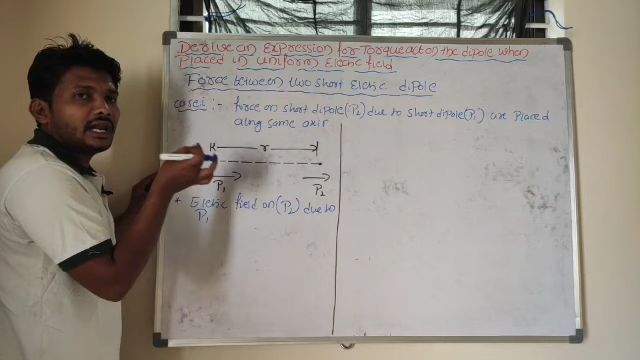 Derive an Expression for Torque act on the dipole when
Placed in uniform Electric field
Force between two short Electric dipole
case i :- force on short dipole (P2) due to short dipole (P1) are placed
along same axis
r
P1
P2
+ Electric field on (P2) due to
P1